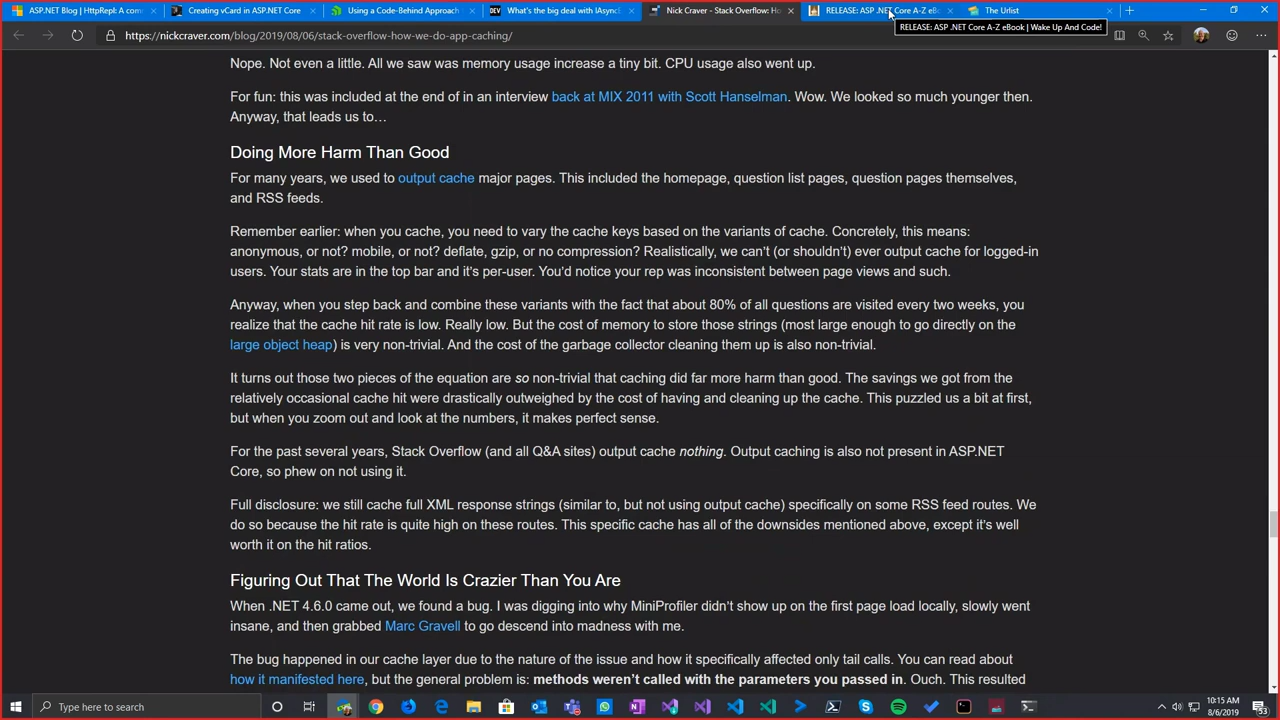 ASP.NET Blog | HttpRepl: A com
Creating vCard in ASP.NET Core
Using a Code-Behind Approach
What's the big deal with IAsyncE
Nick Craver - Stack Overflow: Ho
RELEASE: ASP .NET Core A-Z eBo
The Urlist
RELEASE: ASP .NET Core A-Z eBook | Wake Up And Code!
https://nickcraver.com/blog/2019/08/06/stack-overflow-how-we-do-app-caching/
Nope. Not even a little. All we saw was memory usage increase a tiny bit. CPU usage also went up.
For fun: this was included at the end of in an interview back at MIX 2011 with Scott Hanselman. Wow. We looked so much younger then.
Anyway, that leads us to…
Doing More Harm Than Good
For many years, we used to output cache major pages. This included the homepage, question list pages, question pages themselves,
and RSS feeds.
Remember earlier: when you cache, you need to vary the cache keys based on the variants of cache. Concretely, this means:
anonymous, or not? mobile, or not? deflate, gzip, or no compression? Realistically, we can't (or shouldn't) ever output cache for logged-in
users. Your stats are in the top bar and it's per-user. You'd notice your rep was inconsistent between page views and such.
Anyway, when you step back and combine these variants with the fact that about 80% of all questions are visited every two weeks, you
realize that the cache hit rate is low. Really low. But the cost of memory to store those strings (most large enough to go directly on the
large object heap) is very non-trivial. And the cost of the garbage collector cleaning them up is also non-trivial.
It turns out those two pieces of the equation are so non-trivial that caching did far more harm than good. The savings we got from the
relatively occasional cache hit were drastically outweighed by the cost of having and cleaning up the cache. This puzzled us a bit at first,
but when you zoom out and look at the numbers, it makes perfect sense.
For the past several years, Stack Overflow (and all Q&A sites) output cache nothing. Output caching is also not present in ASP.NET
Core, so phew on not using it.
Full disclosure: we still cache full XML response strings (similar to, but not using output cache) specifically on some RSS feed routes. We
do so because the hit rate is quite high on these routes. This specific cache has all of the downsides mentioned above, except it's well
worth it on the hit ratios.
Figuring Out That The World Is Crazier Than You Are
When .NET 4.6.0 came out, we found a bug. I was digging into why MiniProfiler didn't show up on the first page load locally, slowly went
insane, and then grabbed Marc Gravell to go descend into madness with me.
The bug happened in our cache layer due to the nature of the issue and how it specifically affected only tail calls. You can read about
how it manifested here, but the general problem is: methods weren't called with the parameters you passed in. Ouch. This resulted
Type here to search
10:15 AM
8/6/2019
53